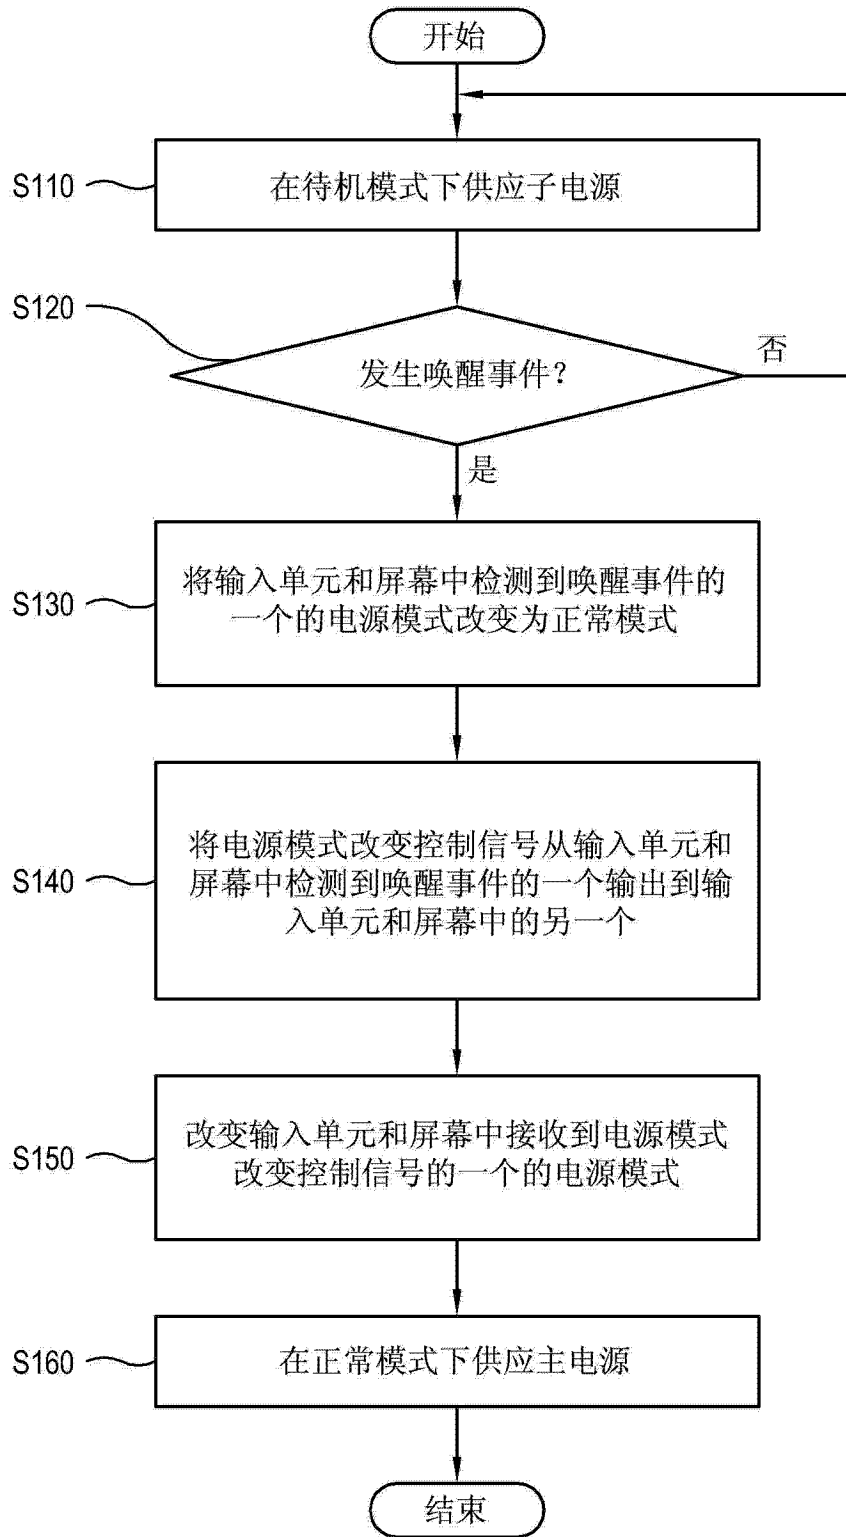 开始
S110
在待机模式下供应子电源
S120
发生唤醒事件?
否
是
S130
将输入单元和屏幕中检测到唤醒事件的
一个的电源模式改变为正常模式
S140
将电源模式改变控制信号从输入单元和
屏幕中检测到唤醒事件的一个输出到输
入单元和屏幕中的另一个
S150
改变输入单元和屏幕中接收到电源模式
改变控制信号的一个的电源模式
S160
在正常模式下供应主电源
结束